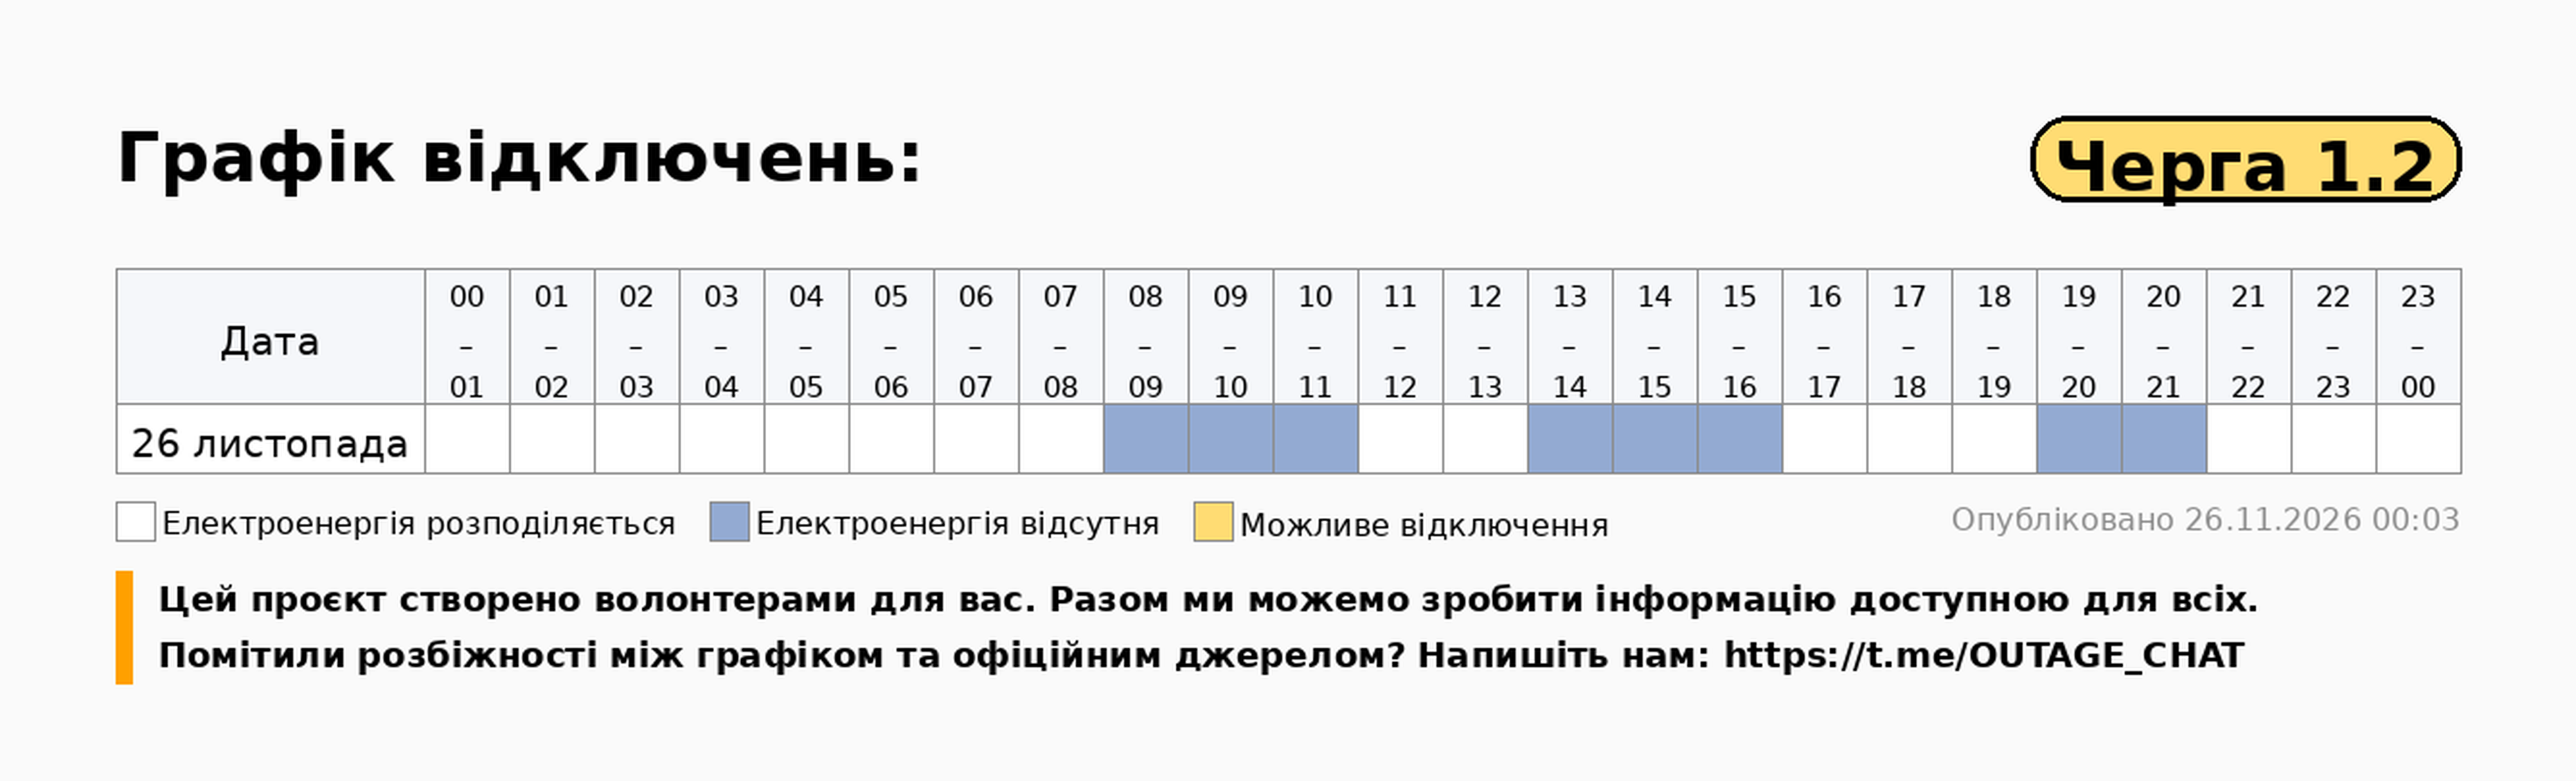 Графік відключень:
Черга 1.2
Дата
00 – 01
01 – 02
02 – 03
03 – 04
04 – 05
05 – 06
06 – 07
07 – 08
08 – 09
09 – 10
10 – 11
11 – 12
12 – 13
13 – 14
14 – 15
15 – 16
16 – 17
17 – 18
18 – 19
19 – 20
20 – 21
21 – 22
22 – 23
23 – 00
26 листопада
Електроенергія розподіляється
Електроенергія відсутня
Можливе відключення
Опубліковано 26.11.2026 00:03
Цей проєкт створено волонтерами для вас. Разом ми можемо зробити інформацію доступною для всіх.
Помітили розбіжності між графіком та офіційним джерелом? Напишіть нам: https://t.me/OUTAGE_CHAT